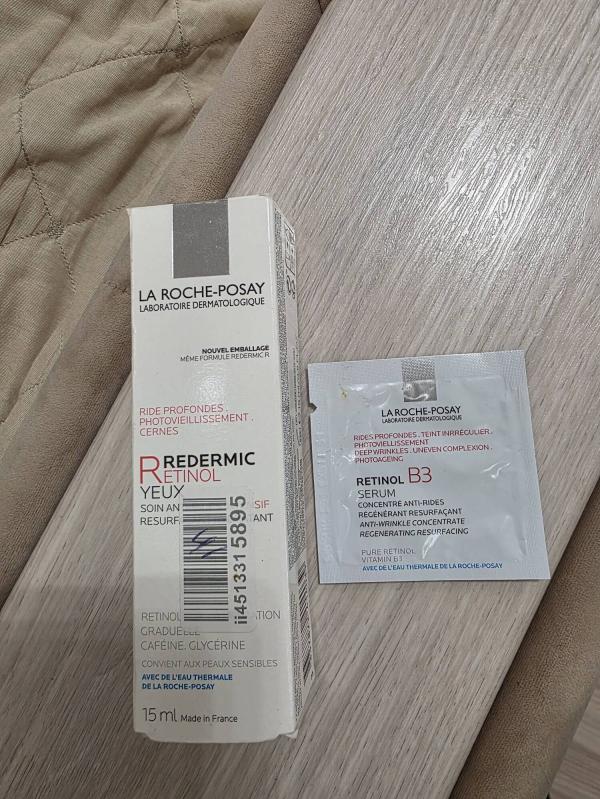 LA ROCHE-POSAY
LABORATOIRE DERMATOLOGIQUE
NOUVEL EMBALLAGE
MÊME FORMULE REDERMIC R
RIDE PROFONDES .
PHOTOVIEILLISSEMENT .
CERNES
REDERMIC
RETINOL
YEUX
SOIN AN SIF
RESURF ANT
ii451331 5895
RETINOL TION
GRADUELLE
CAFÉINE, GLYCÉRINE
CONVIENT AUX PEAUX SENSIBLES
AVEC DE L'EAU THERMALE
DE LA ROCHE-POSAY
15 ml Made in France
LA ROCHE-POSAY
LABORATOIRE DERMATOLOGIQUE
RIDES PROFONDES . TEINT INRRÉGULIER .
PHOTOVIELLISSEMENT
DEEP WRINKLES . UNEVEN COMPLEXION .
PHOTOAGEING
RETINOL B3
SERUM
CONCENTRÉ ANTI-RIDES
RÉGÉNÉRANT RESURFAÇANT
ANTI-WRINKLE CONCENTRATE
REGENERATING RESURFACING
PURE RETINOL
VITAMIN B3
AVEC DE L'EAU THERMALE DE LA ROCHE-POSAY